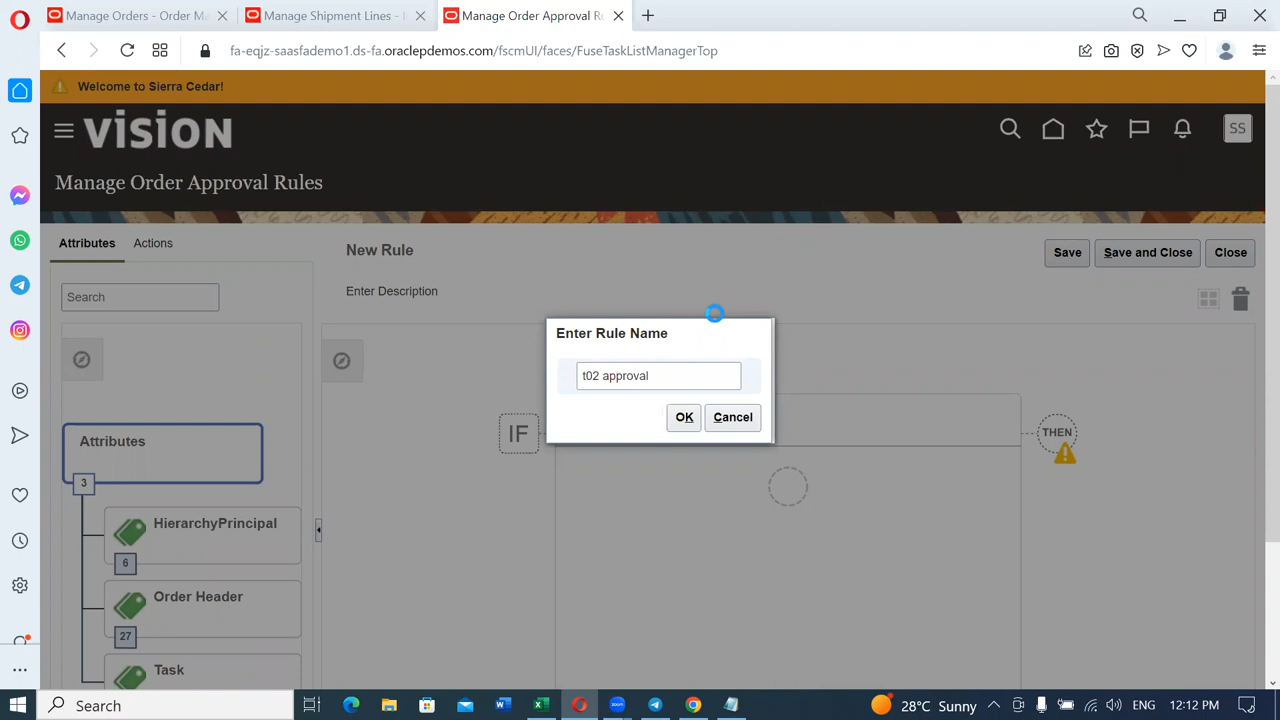 Manage Orders - Order Ma
Manage Shipment Lines -
Manage Order Approval R
fa-eqjz-saasfademo1.ds-fa.oraclepdemos.com/fscmUI/faces/FuseTaskListManagerTop
Welcome to Sierra Cedar!
VISION
SS
Manage Order Approval Rules
Attributes
Actions
New Rule
Save
Save and Close
Close
Search
Enter Description
Enter Rule Name
t02 approval
OK
Cancel
IF
THEN
Attributes
3
HierarchyPrincipal
6
Order Header
27
Task
Search
28°C Sunny
ENG
12:12 PM